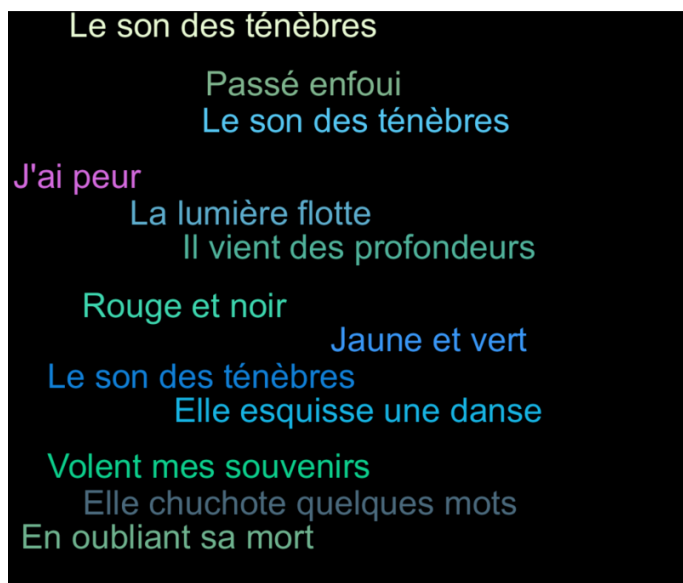 Le son des ténèbres
Passé enfoui
Le son des ténèbres
J'ai peur
La lumière flotte
Il vient des profondeurs
Rouge et noir
Jaune et vert
Le son des ténèbres
Elle esquisse une danse
Volent mes souvenirs
Elle chuchote quelques mots
En oubliant sa mort